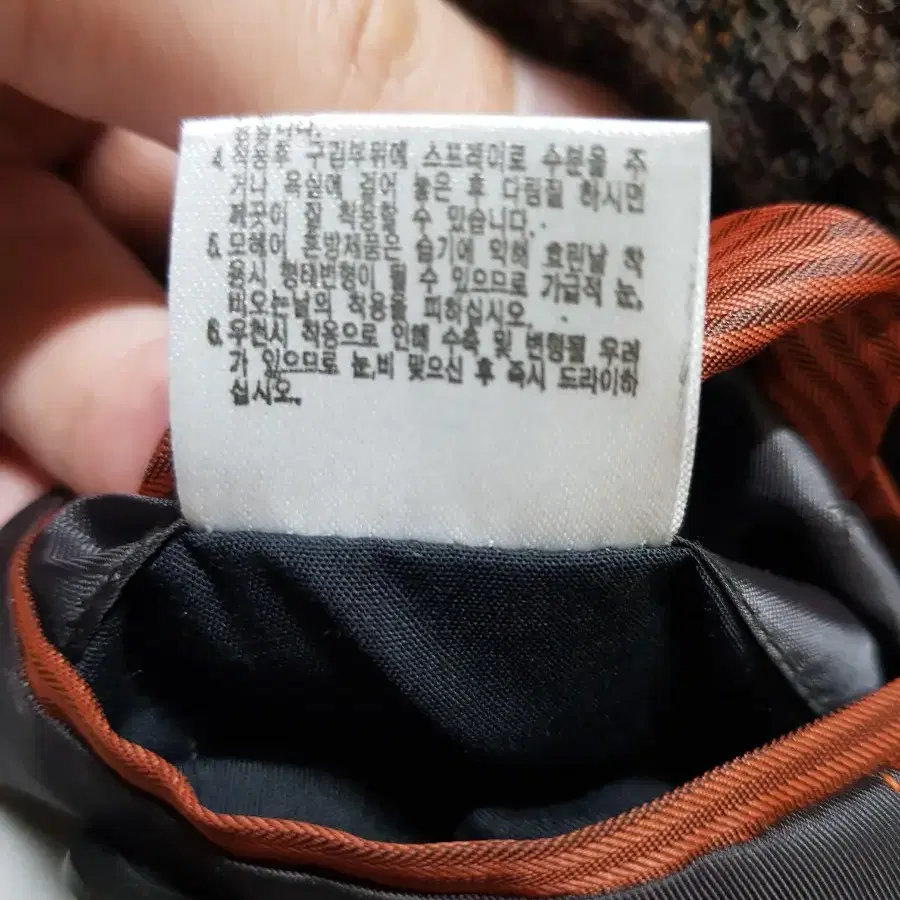 4. 착용후 구김부위에 스프레이로 수분을 주
거나 욕실에 걸어 놓은 후 다림질 하시면
깨끗이 착용할 수 있습니다.
5. 모헤어 혼방제품은 습기에 약해 흐린날 착
용시 형태변형이 될 수 있으므로 가급적 눈,
비오는날의 착용을 피하십시오.
6. 우천시 착용으로 인해 수축 및 변형될 우려
가 있으므로 눈,비 맞으신 후 즉시 드라이하
십시오.